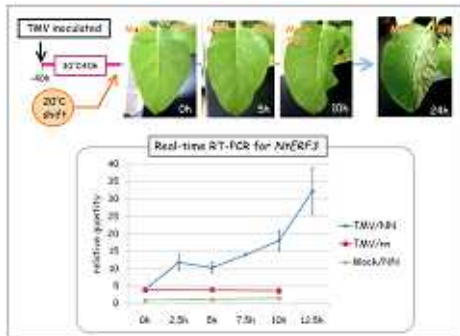 TMV inoculated
-40h
30°C40h
20°C
shift
0h
5h
10h
24h
Real-time RT-PCR for NtERF3
relative quantity
40
35
30
25
20
15
10
5
0
0h 2.5h 5h 7.5h 10h 12.5h
TMV/NN
TMV/nn
Mock/NN